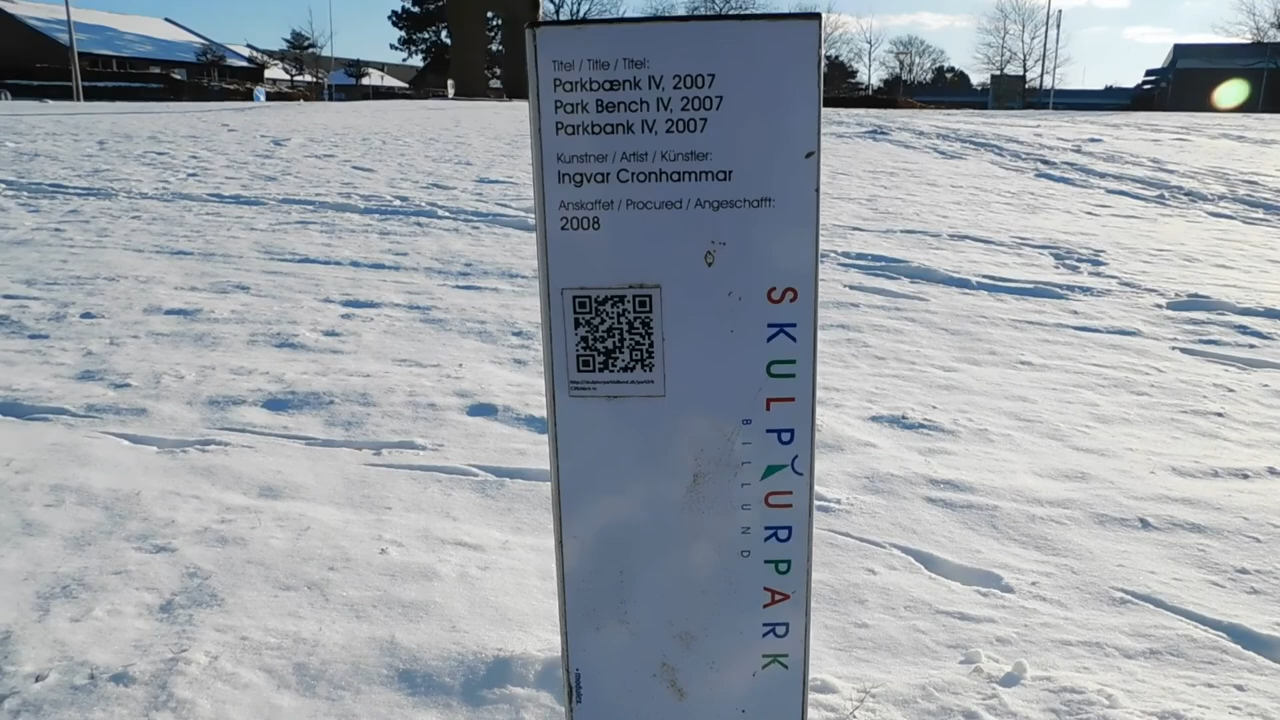 Titel / Title / Titel:
Parkbænk IV, 2007
Park Bench IV, 2007
Parkbank IV, 2007
Kunstner / Artist / Künstler:
Ingvar Cronhammar
Anskaffet / Procured / Angeschafft:
2008
SKULPTURPARK
BILLUND
modulex